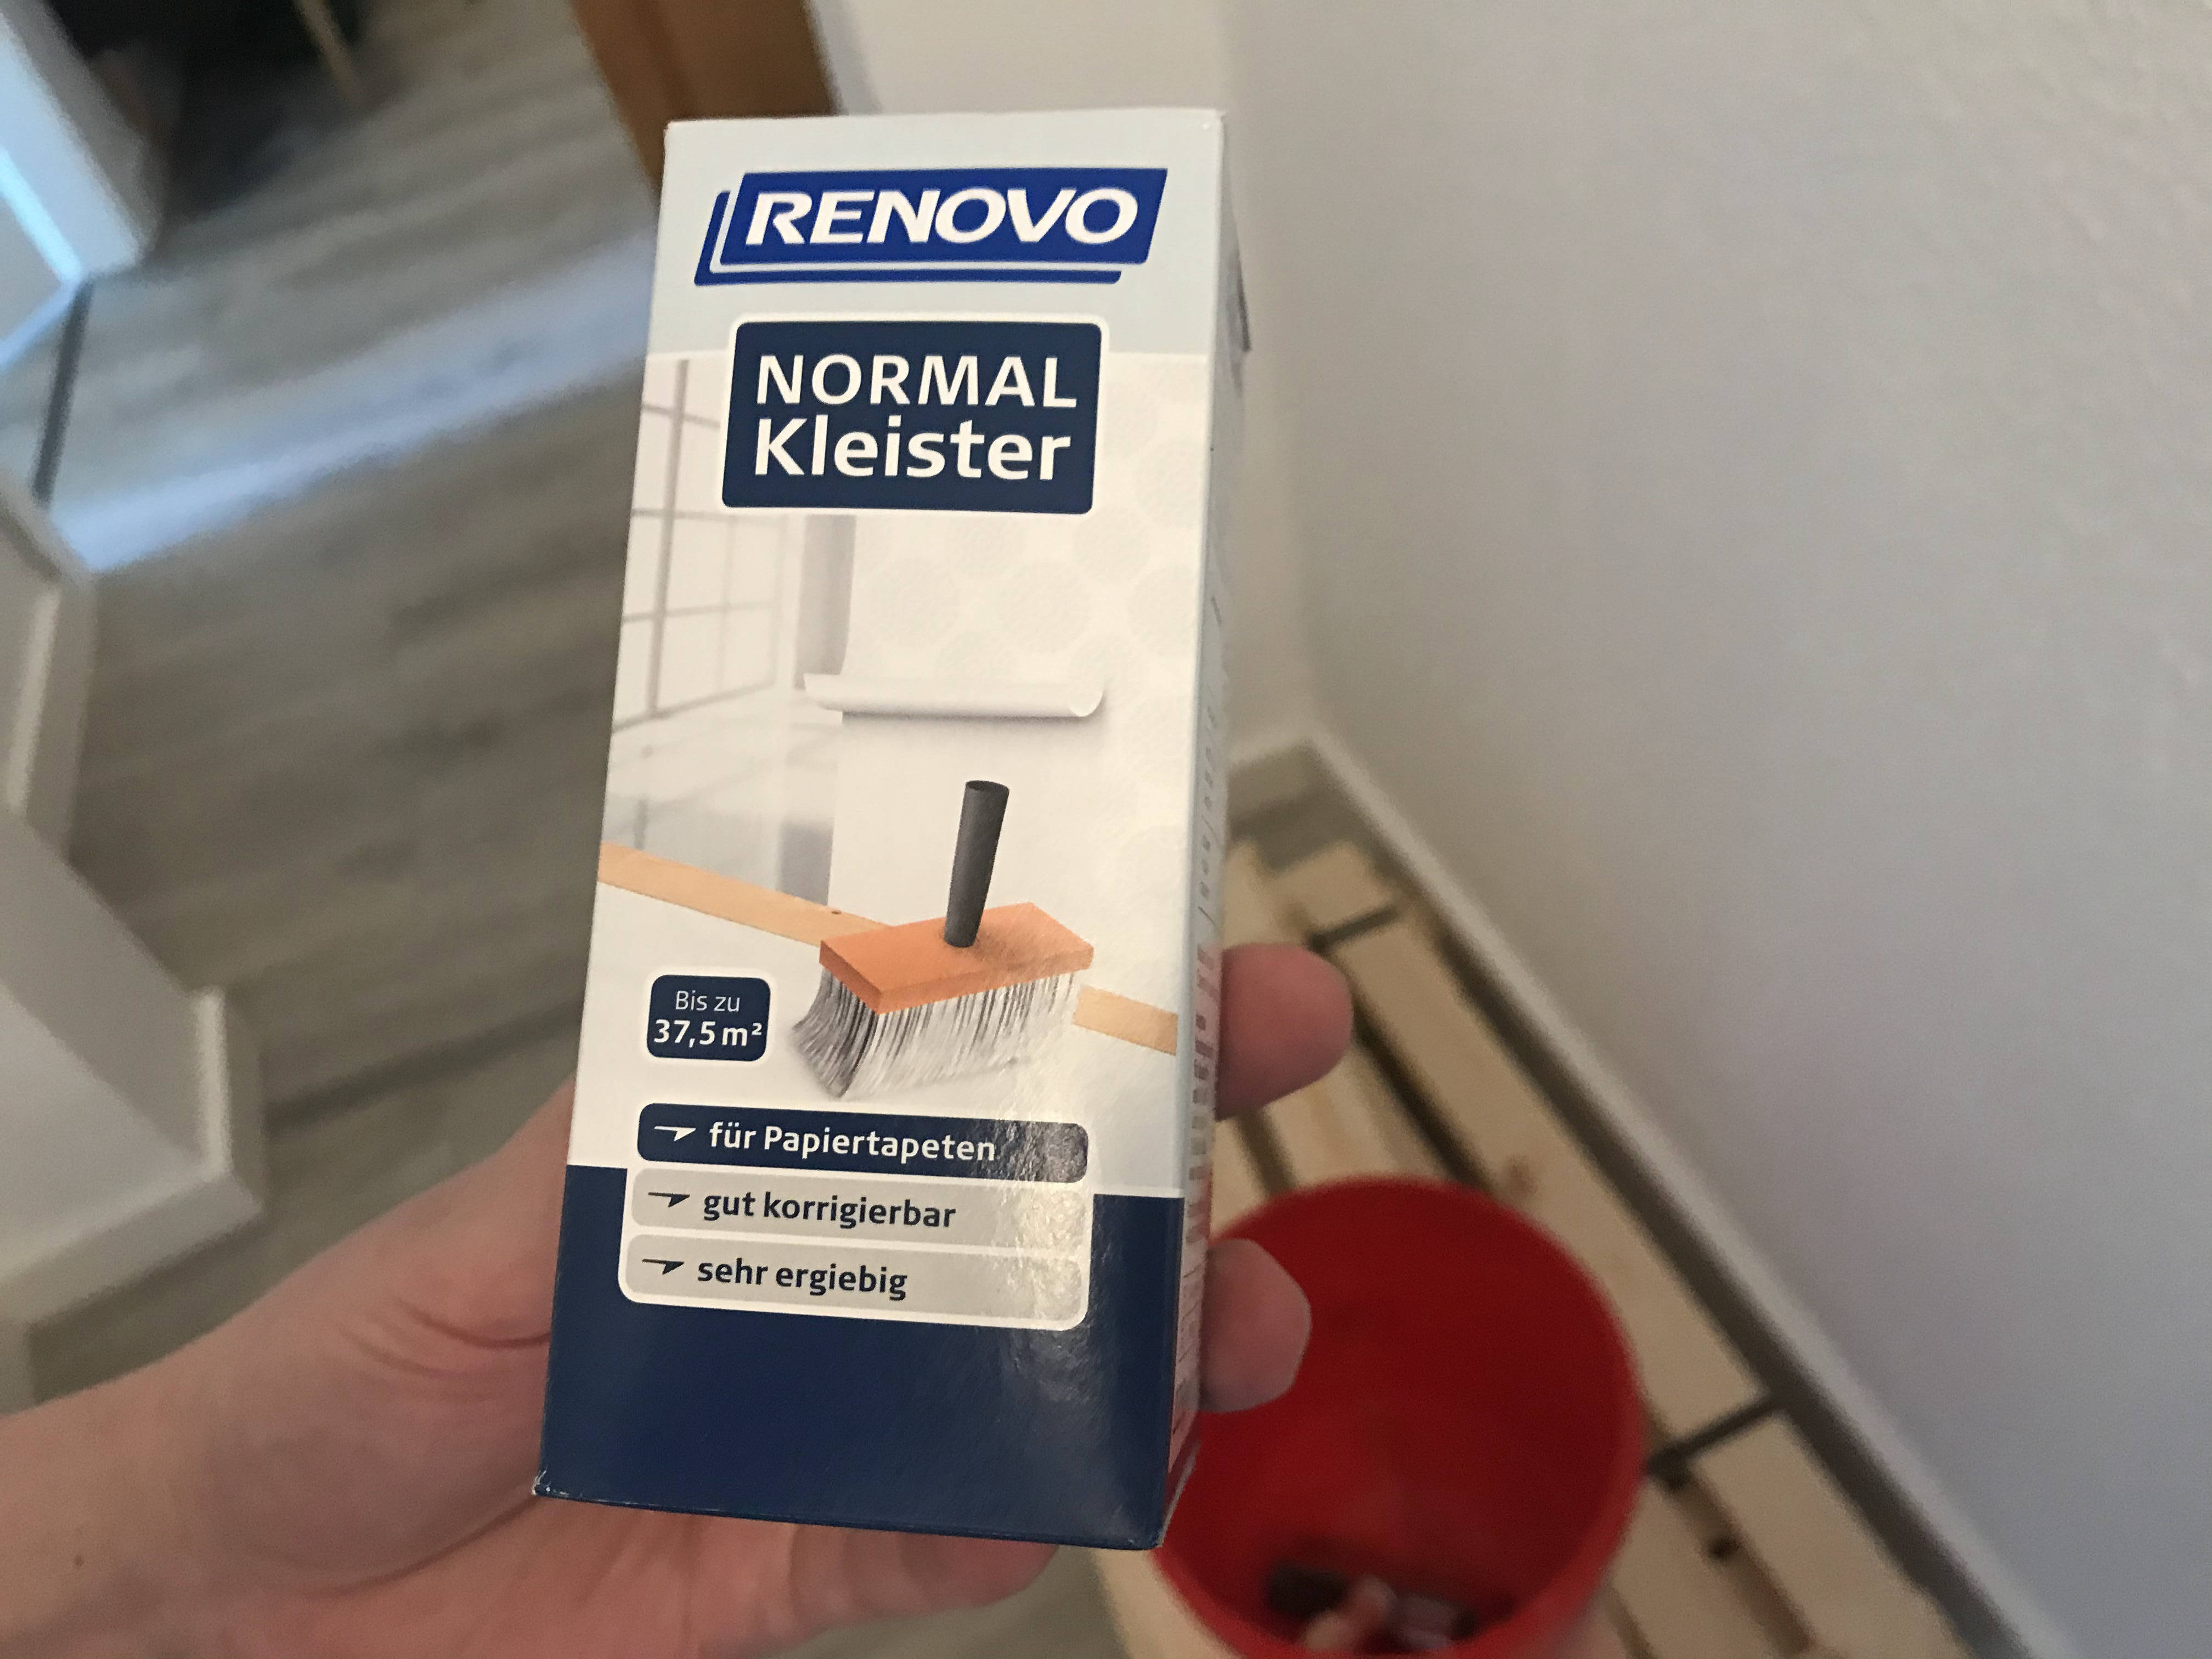 RENOVO
NORMAL
Kleister
Bis zu
37,5 m²
für Papiertapeten
gut korrigierbar
sehr ergiebig